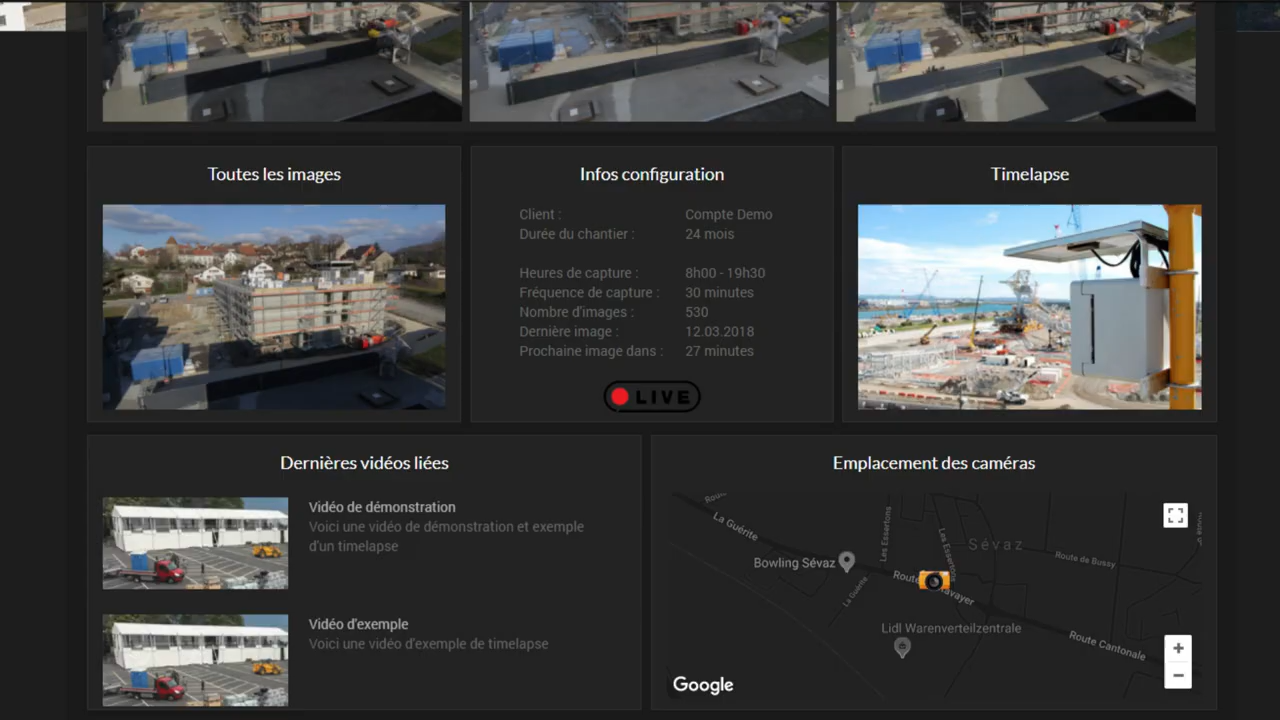 Toutes les images
Infos configuration
Client : Compte Demo
Durée du chantier : 24 mois
Heures de capture : 8h00 - 19h30
Fréquence de capture : 30 minutes
Nombre d'images : 530
Dernière image : 12.03.2018
Prochaine image dans : 27 minutes
LIVE
Timelapse
Dernières vidéos liées
Vidéo de démonstration
Voici une vidéo de démonstration et exemple
d'un timelapse
Vidéo d'exemple
Voici une vidéo d'exemple de timelapse
Emplacement des caméras
La Guérite
Les Essertons
Les Essertons
Sévaz
Route de Bussy
Bowling Sévaz
La Guérite
Route
Lidl Warenverteilzentrale
Route Cantonale
+
−
Google